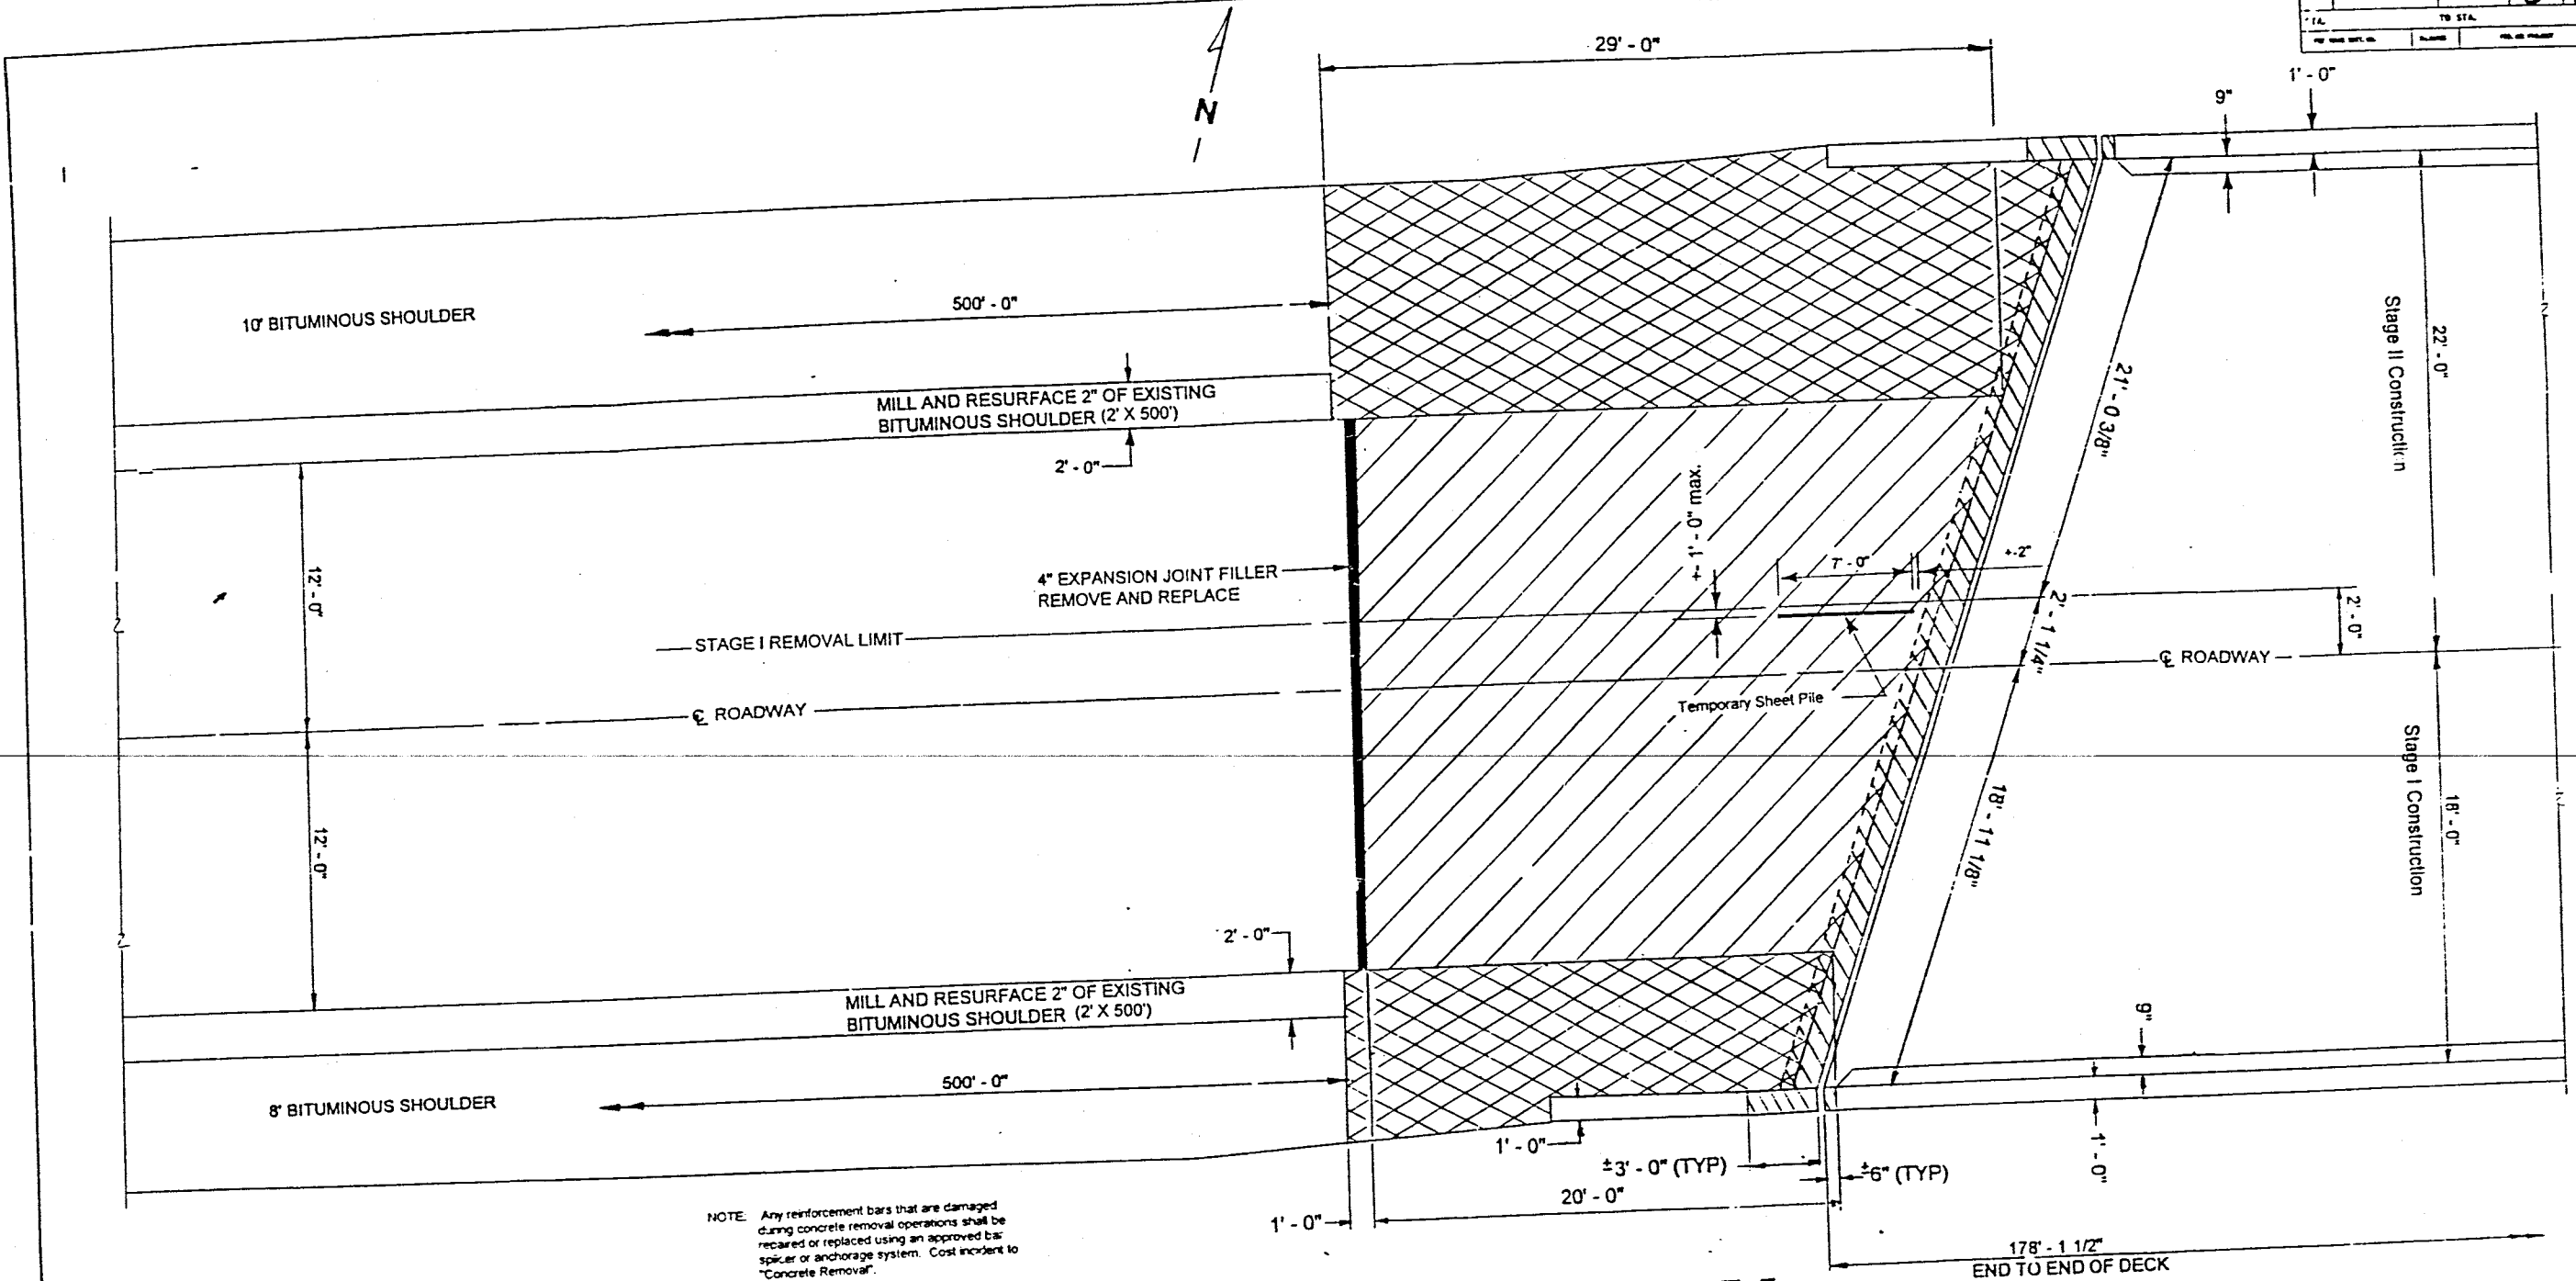 TO STA.
29' - 0"
1' - 0"
9"
N
10' BITUMINOUS SHOULDER
500' - 0"
MILL AND RESURFACE 2" OF EXISTING
BITUMINOUS SHOULDER (2' X 500')
2' - 0"
Stage II Construction
22' - 0"
21' - 0 3/8"
+- 1' - 0" max.
7' - 0"
+-2"
12' - 0"
4" EXPANSION JOINT FILLER
REMOVE AND REPLACE
STAGE I REMOVAL LIMIT
2' - 1 1/4"
2' - 0"
℄ ROADWAY
℄ ROADWAY
Temporary Sheet Pile
12' - 0"
18' - 11 1/8"
Stage I Construction
18' - 0"
2' - 0"
MILL AND RESURFACE 2" OF EXISTING
BITUMINOUS SHOULDER (2' X 500')
9"
500' - 0"
8' BITUMINOUS SHOULDER
1' - 0"
1' - 0"
±3' - 0" (TYP)
±6" (TYP)
20' - 0"
1' - 0"
NOTE: Any reinforcement bars that are damaged
during concrete removal operations shall be
repaired or replaced using an approved bar
splicer or anchorage system. Cost incident to
"Concrete Removal".
178' - 1 1/2"
END TO END OF DECK